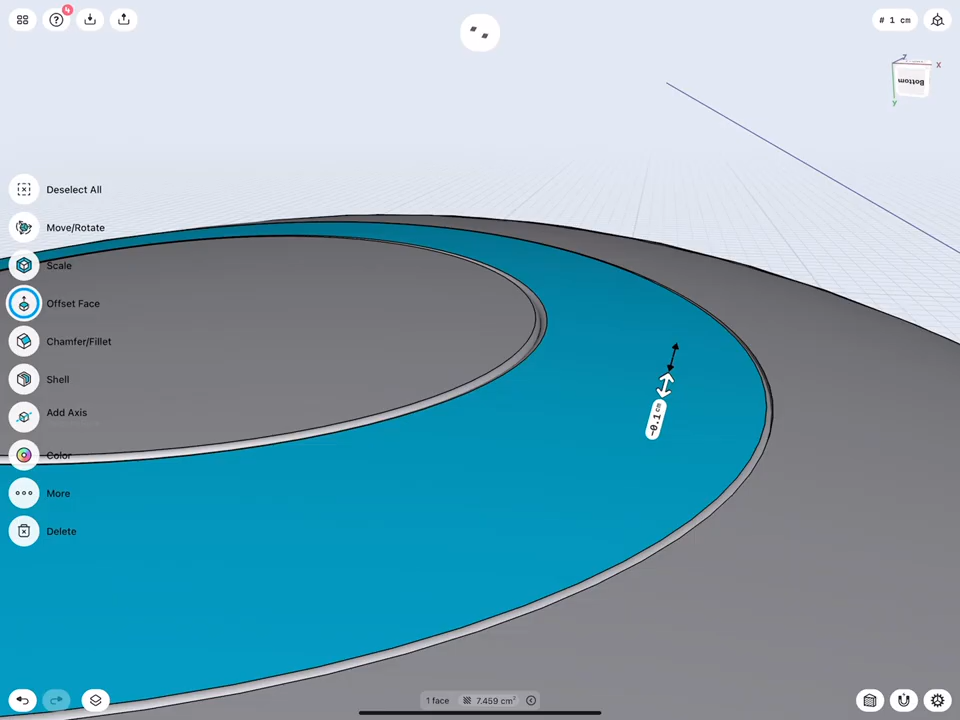 4
# 1 cm
Z
X
Bottom
Y
Deselect All
Move/Rotate
Scale
Offset Face
Chamfer/Fillet
Shell
Add Axis
Color
More
Delete
-0.1 cm
1 face 7.459 cm²